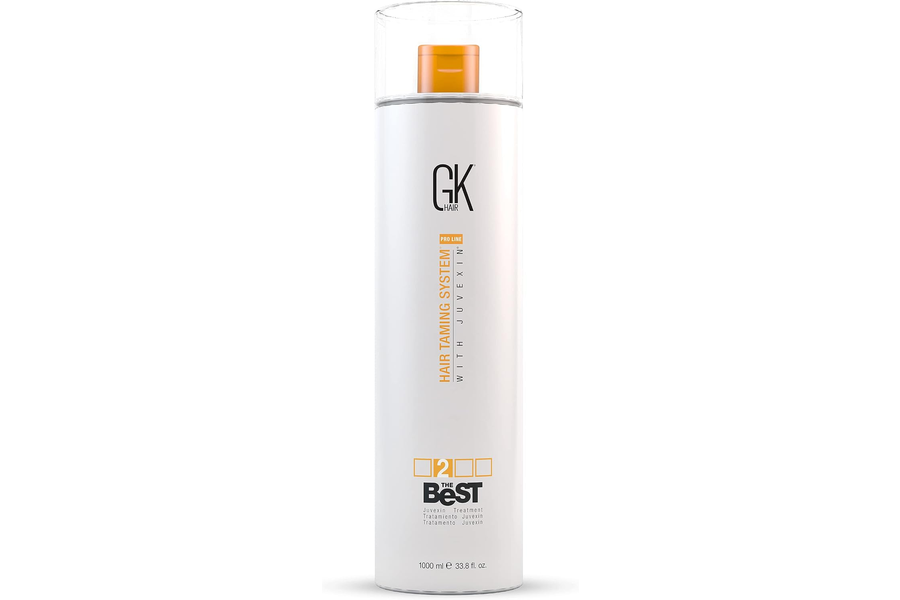 GK
HAIR
PRO LINE
HAIR TAMING SYSTEM
WITH JUVEXIN®
2
THE
BeST
Juvexin Treatment
Tratamiento Juvexin
Tratamento Juvexin
1000 ml ℮ 33.8 fl. oz.